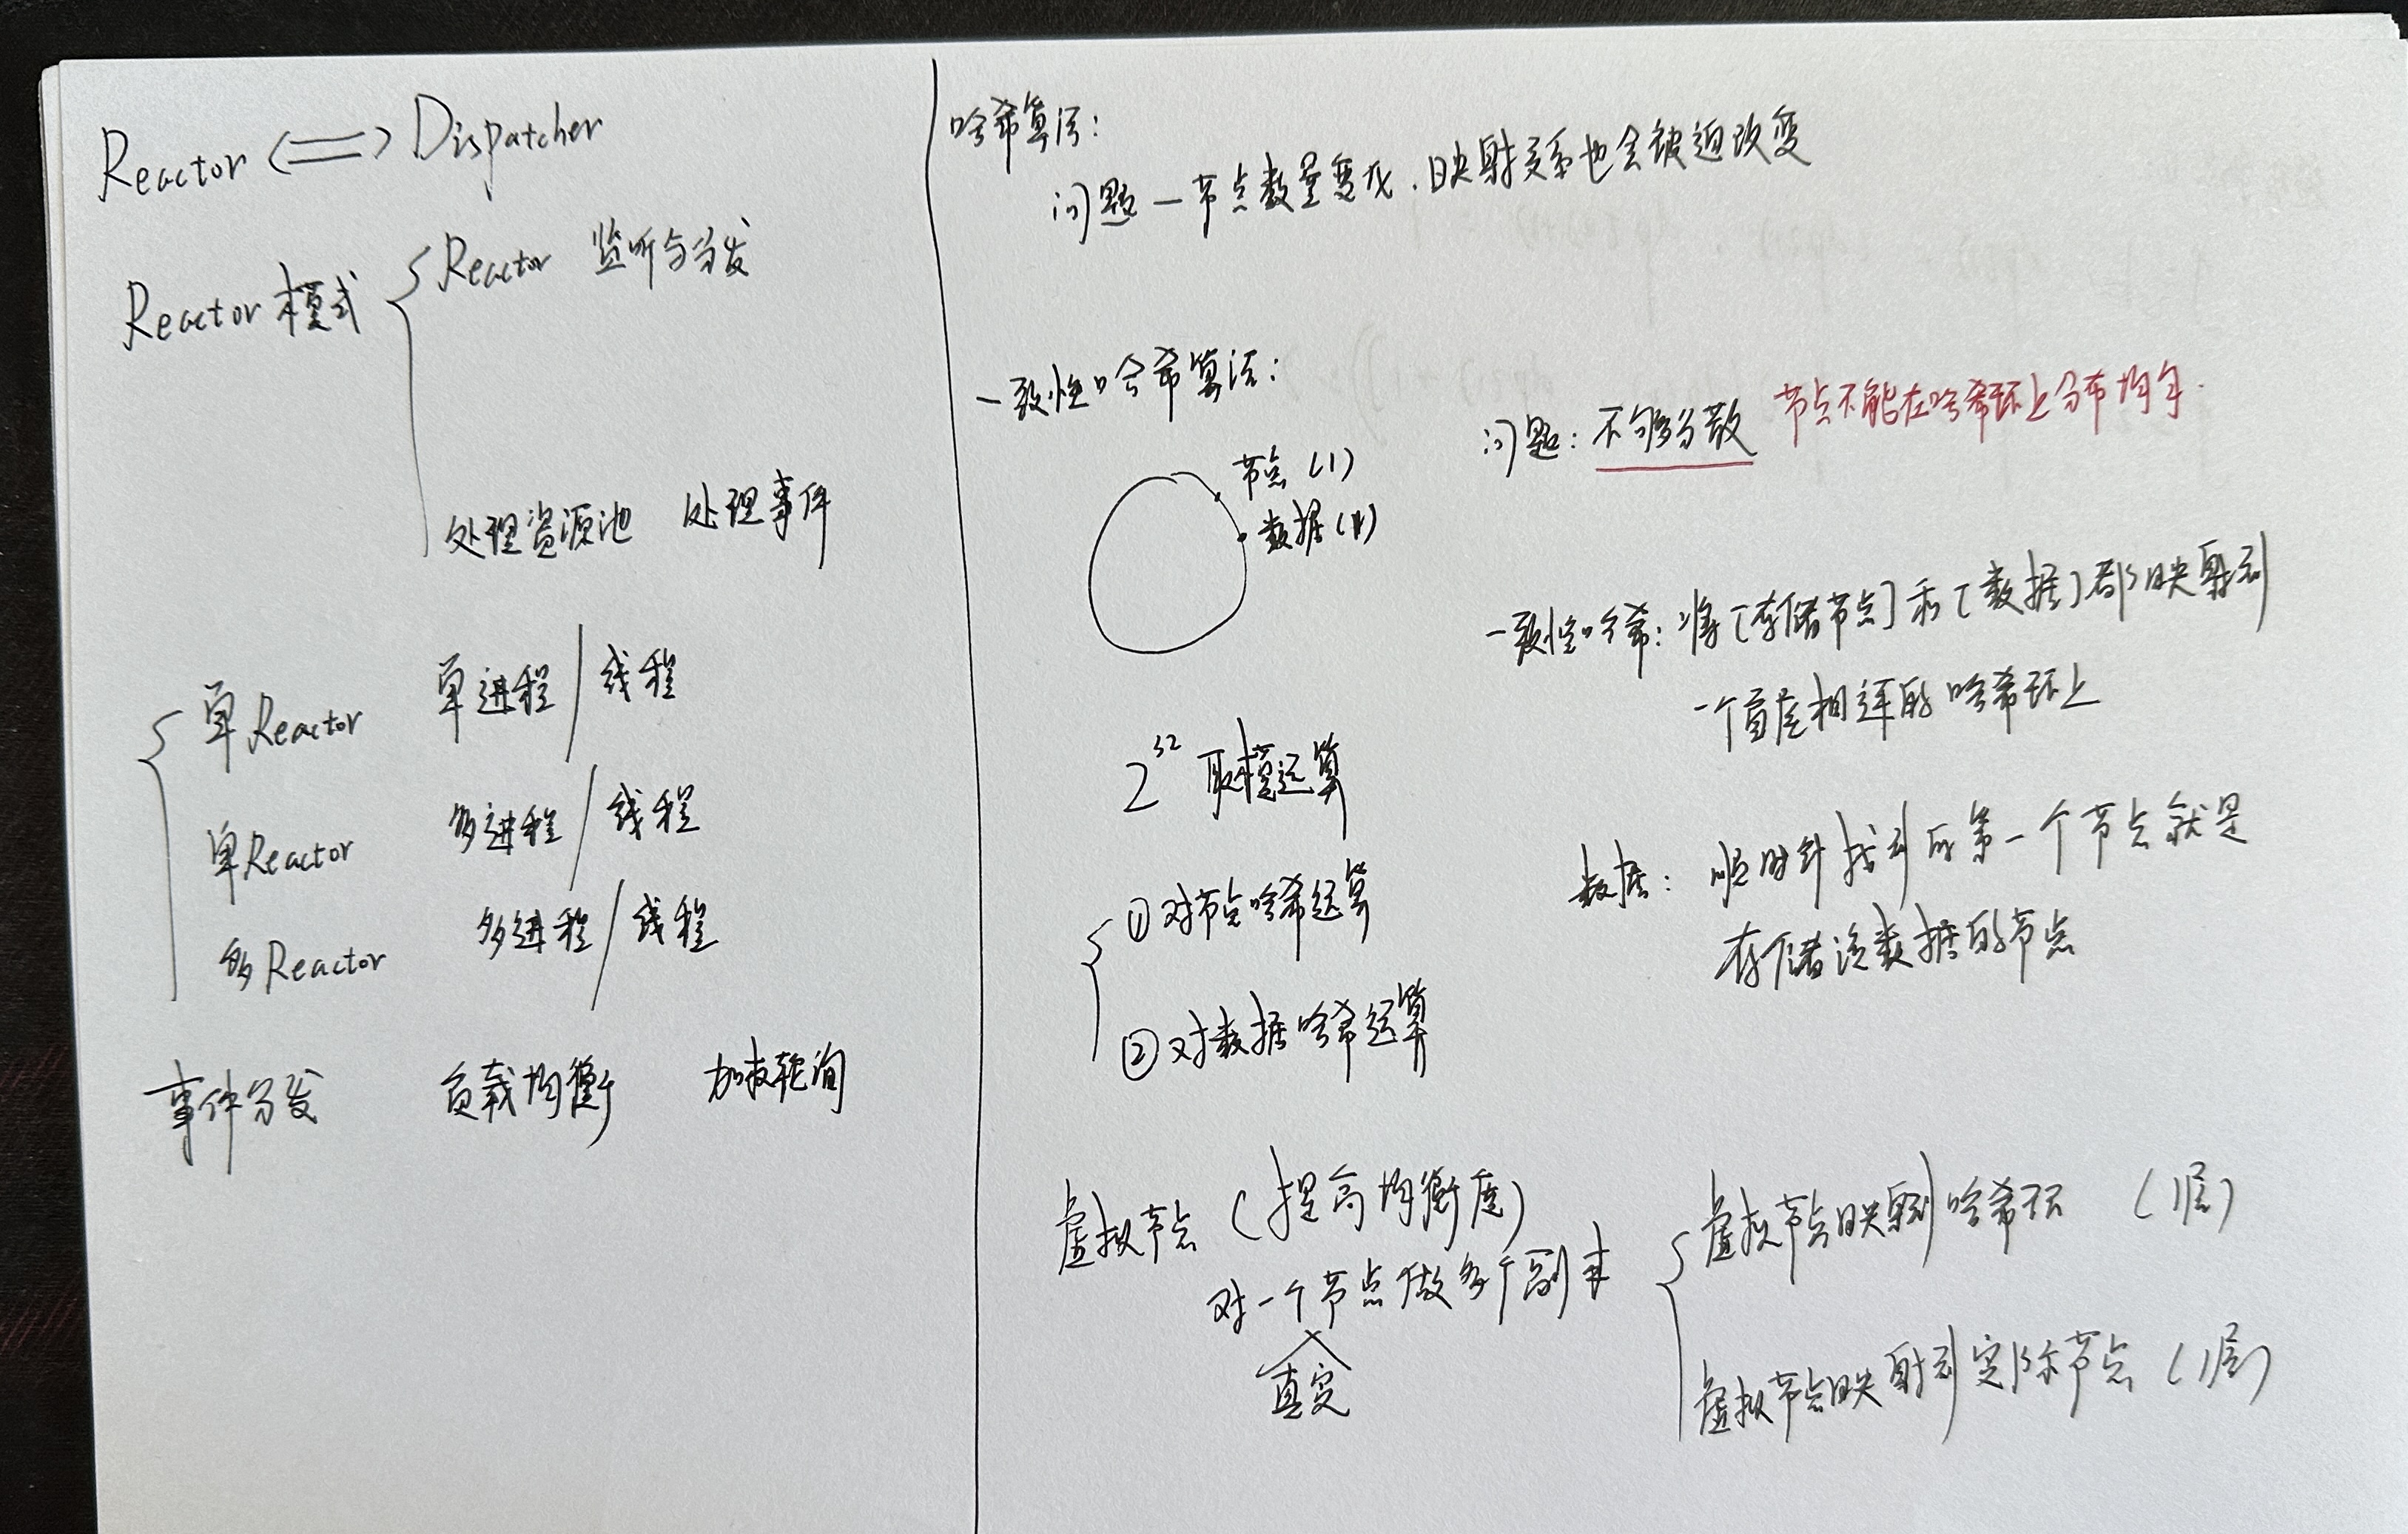 Reactor <=> Dispatcher
Reactor 模式
Reactor 监听与分发
处理资源池 处理事件
单Reactor 单进程/线程
单Reactor 多进程/线程
多Reactor 多进程/线程
事件分发 负载均衡 加权轮询
哈希算法:
问题—节点数量变化,映射关系也会被迫改变
一致性哈希算法:
问题: 不够分散 节点不能在哈希环上分布均匀.
节点(1)
数据(1)
一致性哈希: 将[存储节点]和[数据]都映射到
一个首尾相连的哈希环上
2^32 取模运算
数据: 顺时针找到的第一个节点就是
存储该数据的节点
①对节点哈希运算
②对数据哈希运算
虚拟节点 (提高均衡度)
对一个节点做多个副本
真实
虚拟节点映射到哈希环 (1层)
虚拟节点映射到实际节点 (1层)